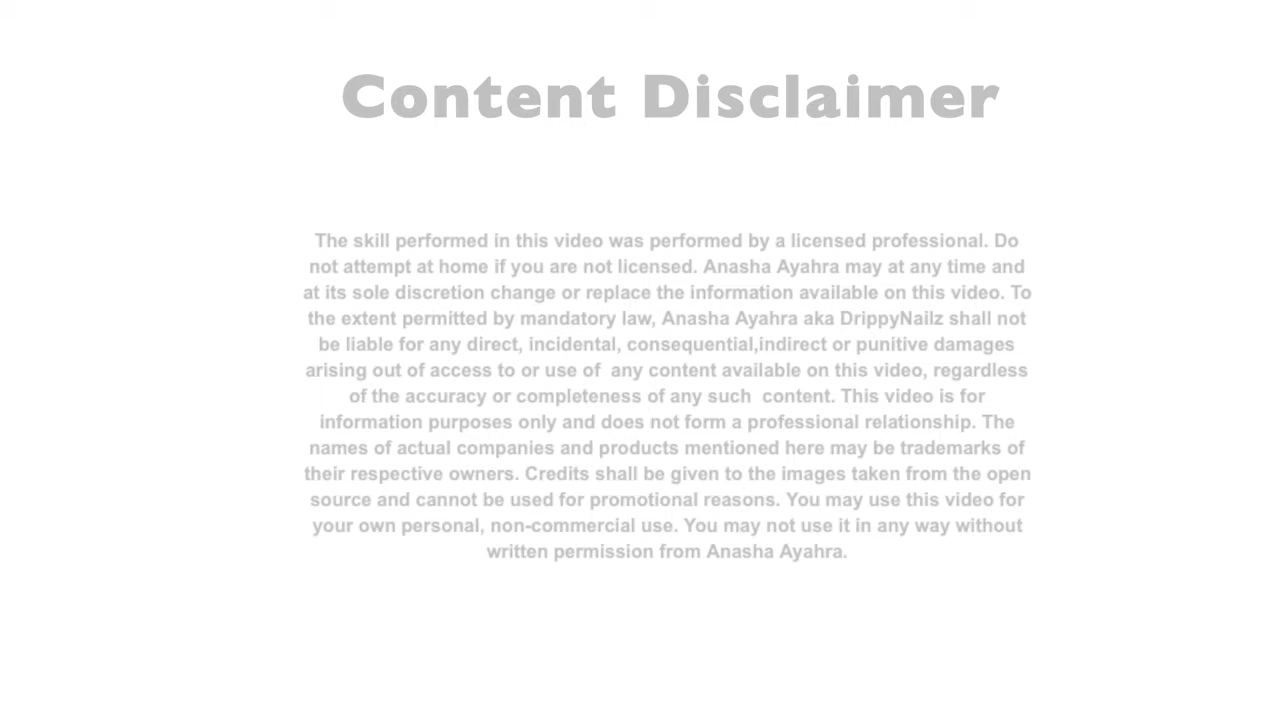 Content Disclaimer
The skill performed in this video was performed by a licensed professional. Do
not attempt at home if you are not licensed. Anasha Ayahra may at any time and
at its sole discretion change or replace the information available on this video. To
the extent permitted by mandatory law, Anasha Ayahra aka DrippyNailz shall not
be liable for any direct, incidental, consequential,indirect or punitive damages
arising out of access to or use of  any content available on this video, regardless
of the accuracy or completeness of any such  content. This video is for
information purposes only and does not form a professional relationship. The
names of actual companies and products mentioned here may be trademarks of
their respective owners. Credits shall be given to the images taken from the open
source and cannot be used for promotional reasons. You may use this video for
your own personal, non-commercial use. You may not use it in any way without
written permission from Anasha Ayahra.